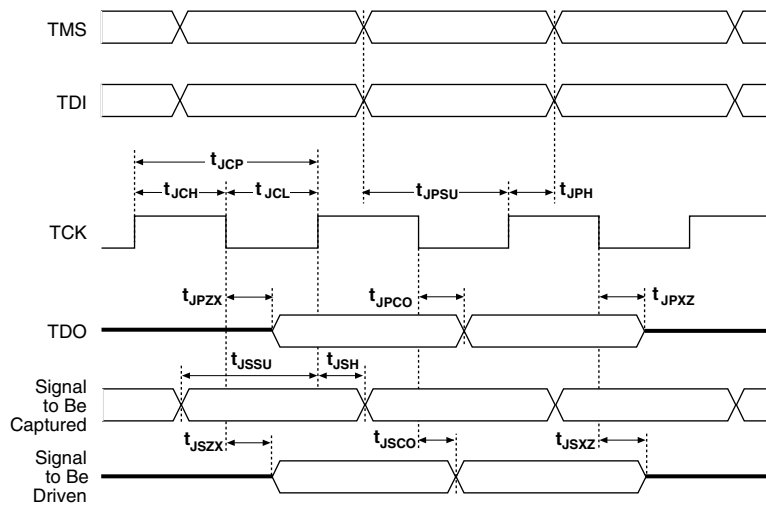 TMS
TDI
tJCP
tJCH
tJCL
tJPSU
tJPH
TCK
tJPZX
tJPCO
tJPXZ
TDO
tJSSU
tJSH
Signal
to Be
Captured
tJSZX
tJSCO
tJSXZ
Signal
to Be
Driven